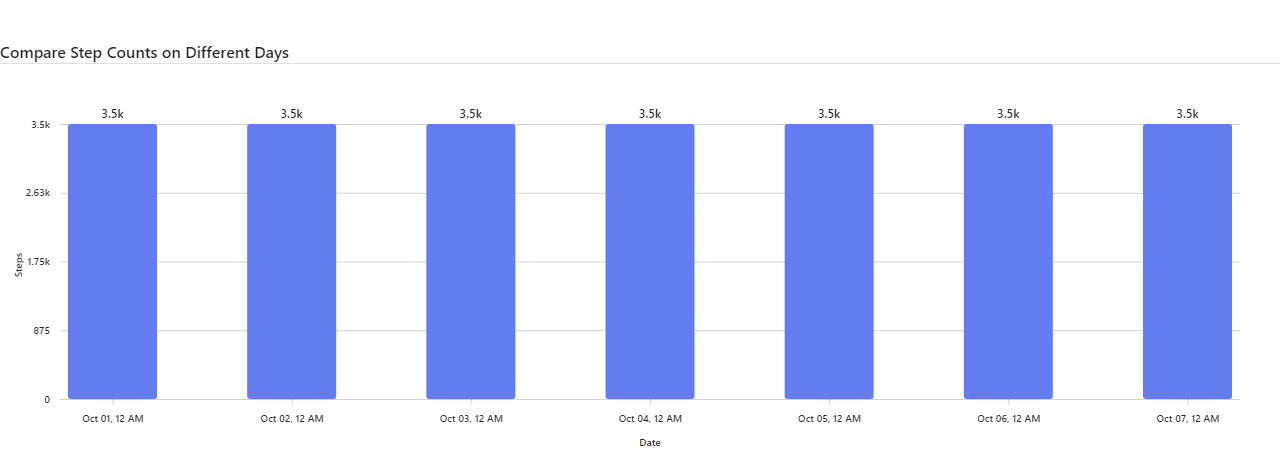 Compare Step Counts on Different Days
3.5k 3.5k 3.5k 3.5k 3.5k 3.5k 3.5k
3.5k
2.63k
1.75k
875
0
Steps
Oct 01, 12 AM Oct 02, 12 AM Oct 03, 12 AM Oct 04, 12 AM Oct 05, 12 AM Oct 06, 12 AM Oct 07, 12 AM
Date